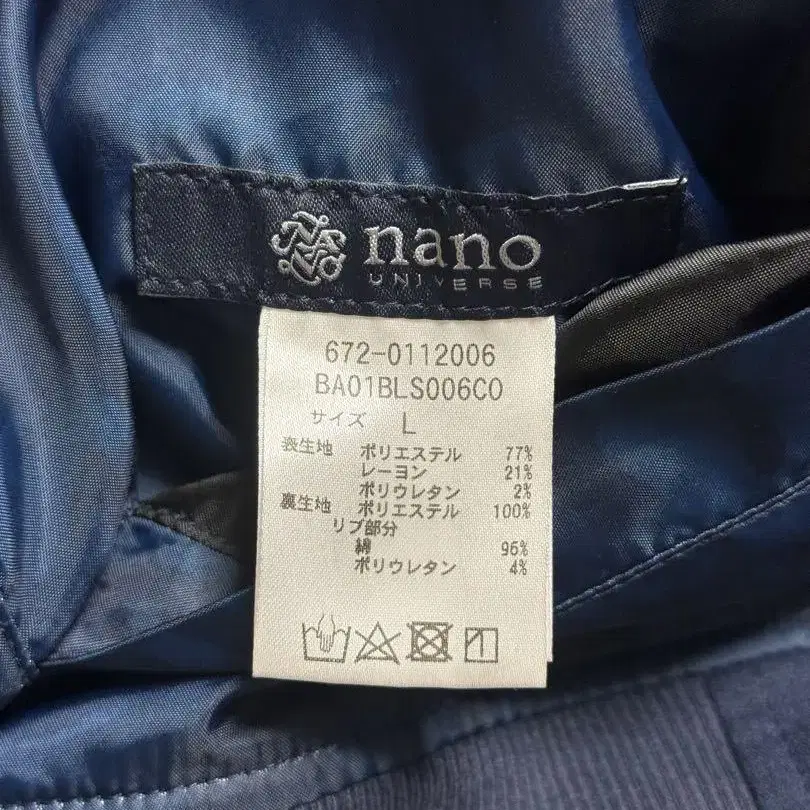 nano
UNIVERSE
672-0112006
BA01BLS006CO
サイズ L
表生地 ポリエステル 77%
レーヨン 21%
ポリウレタン 2%
裏生地 ポリエステル 100%
リブ部分
綿 96%
ポリウレタン 4%